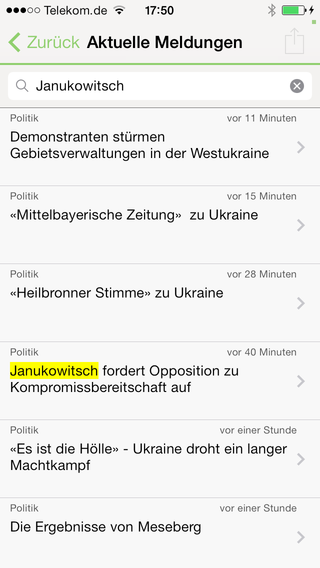 Telekom.de 17:50
Zurück Aktuelle Meldungen
Janukowitsch
Politik vor 11 Minuten
Demonstranten stürmen
Gebietsverwaltungen in der Westukraine
Politik vor 15 Minuten
«Mittelbayerische Zeitung» zu Ukraine
Politik vor 28 Minuten
«Heilbronner Stimme» zu Ukraine
Politik vor 40 Minuten
Janukowitsch fordert Opposition zu
Kompromissbereitschaft auf
Politik vor einer Stunde
«Es ist die Hölle» - Ukraine droht ein langer
Machtkampf
Politik vor einer Stunde
Die Ergebnisse von Meseberg